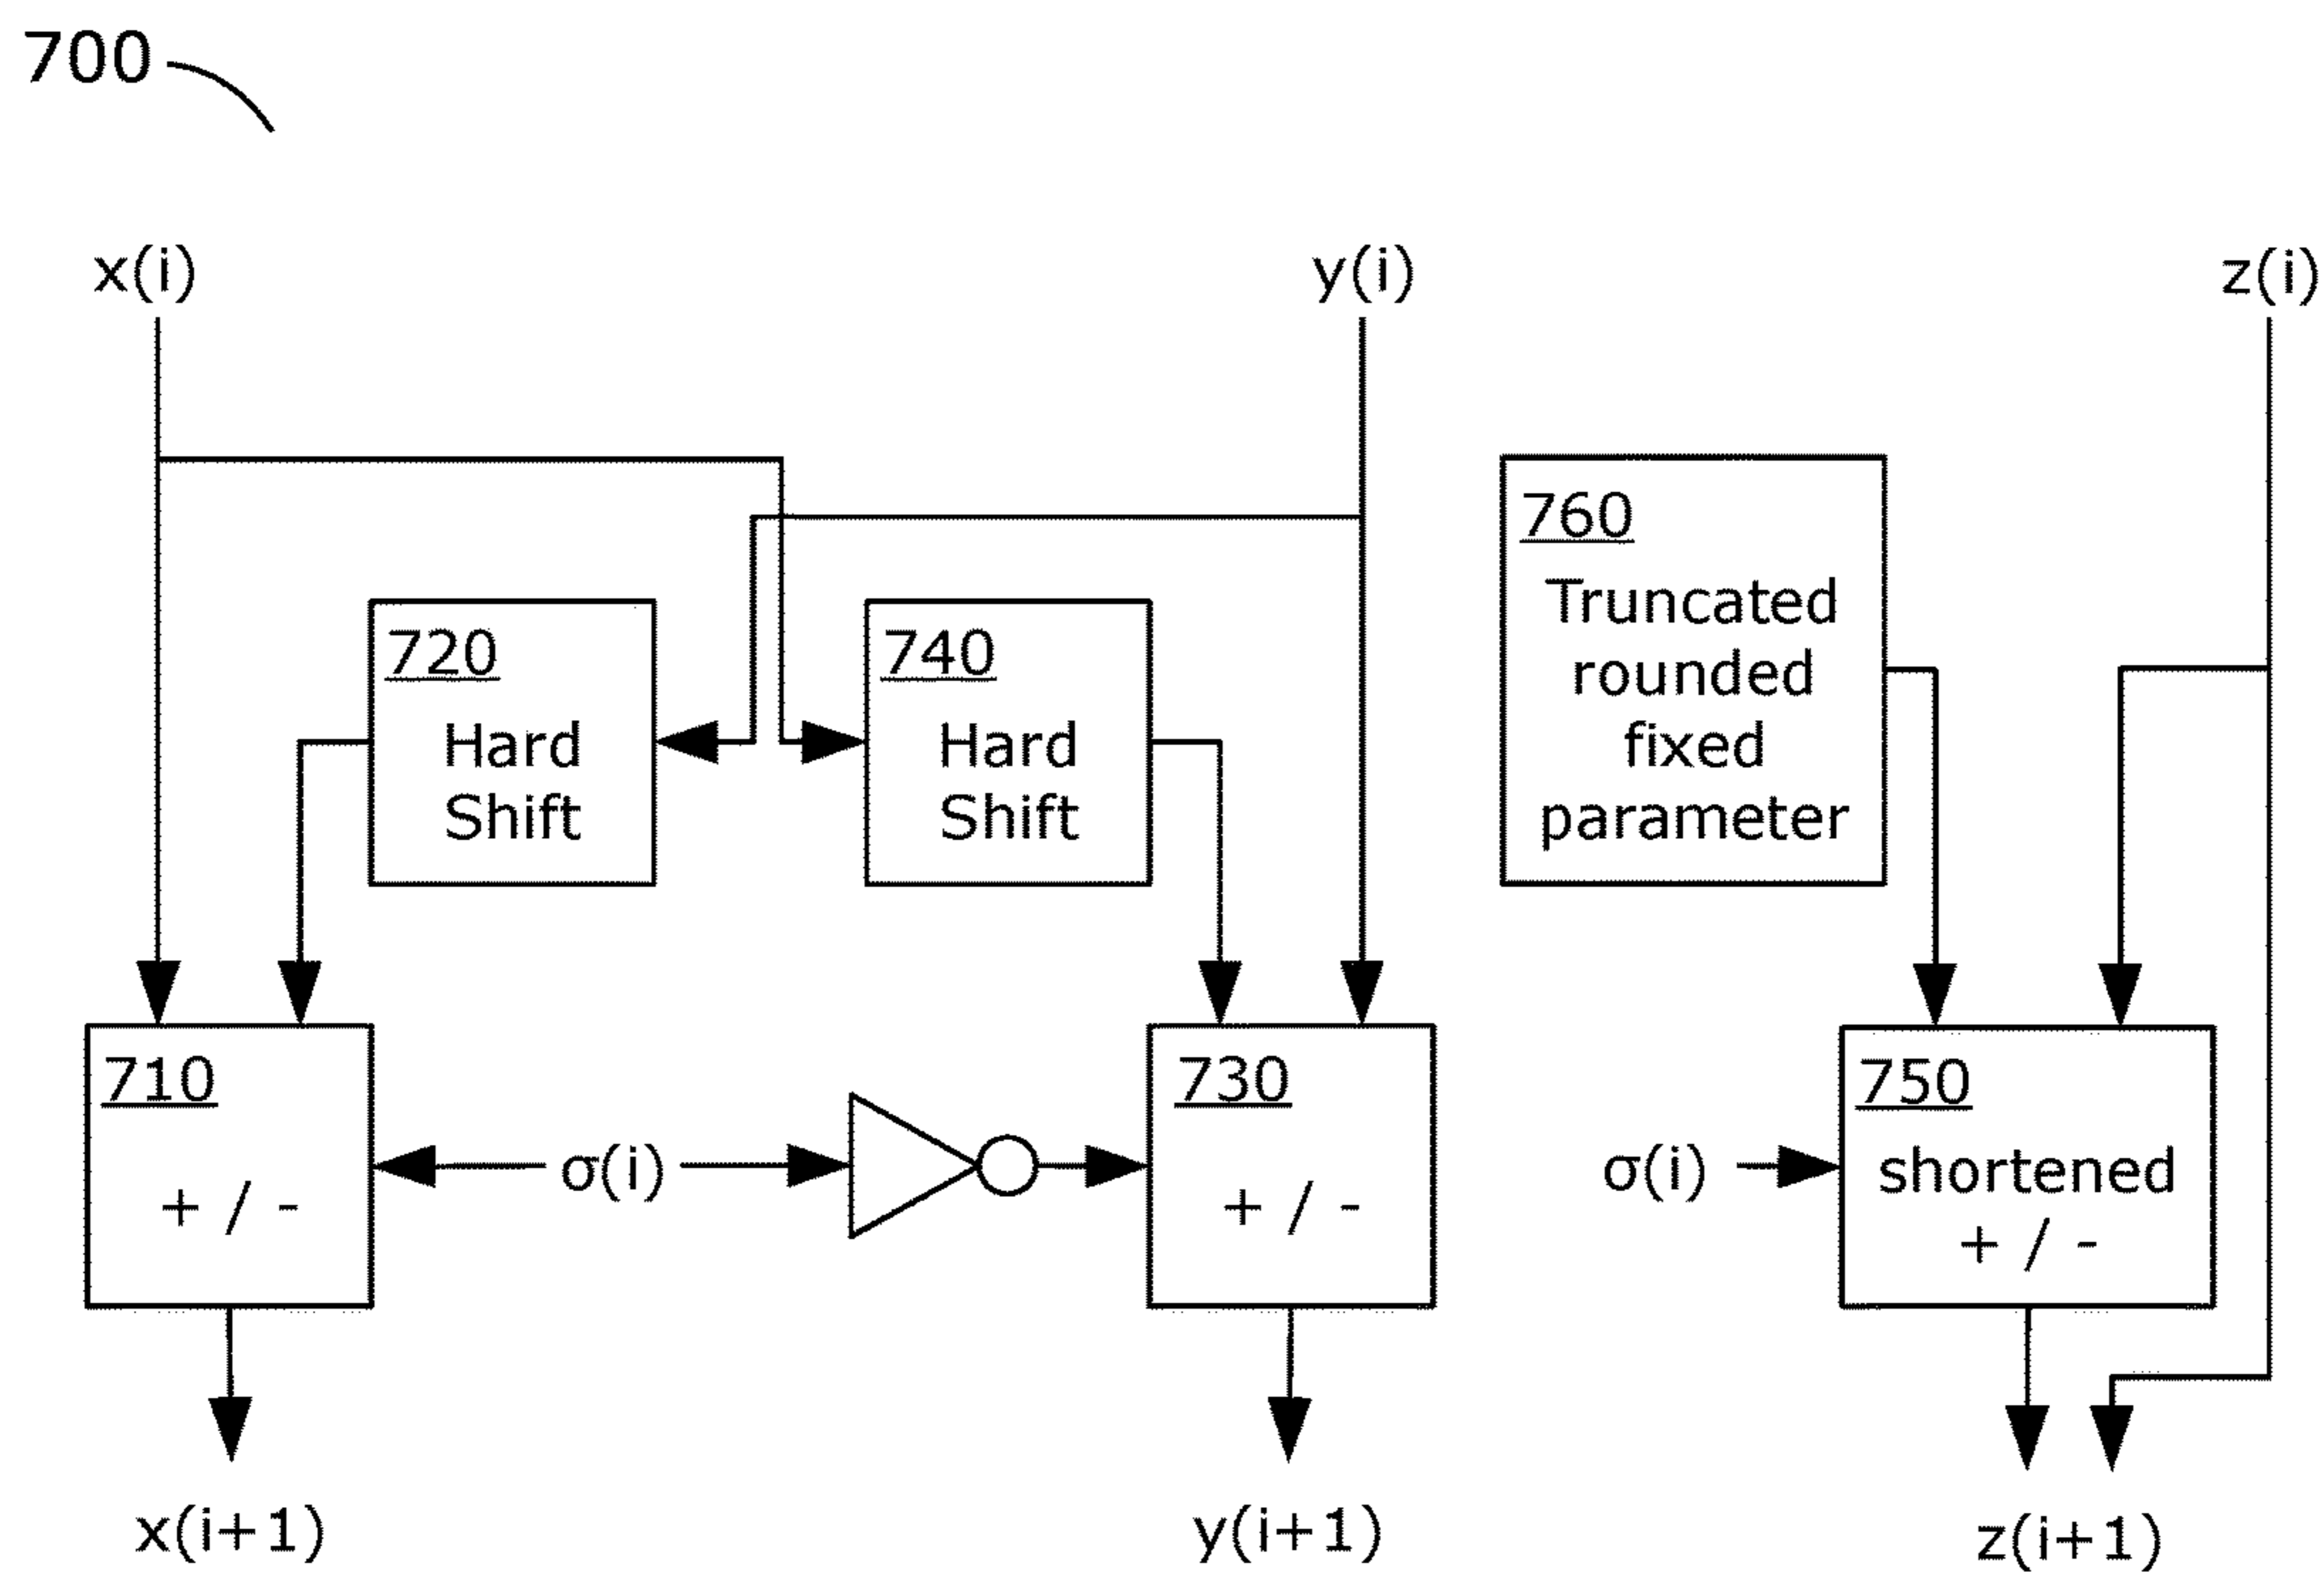 700
x(i)
y(i)
z(i)
720
Hard
Shift
740
Hard
Shift
760
Truncated
rounded
fixed
parameter
710
+ / -
σ(i)
730
+ / -
σ(i)
750
shortened
+ / -
x(i+1)
y(i+1)
z(i+1)